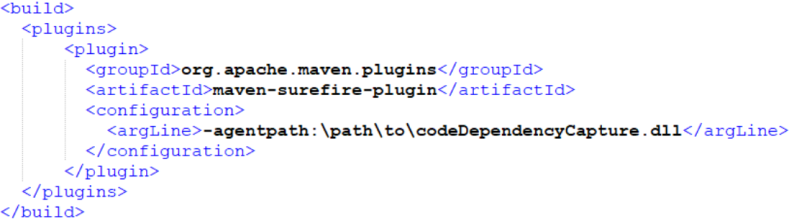 <build>
<plugins>
<plugin>
<groupId>org.apache.maven.plugins</groupId>
<artifactId>maven-surefire-plugin</artifactId>
<configuration>
<argLine>-agentpath:\path\to\codeDependencyCapture.dll</argLine>
</configuration>
</plugin>
</plugins>
</build>